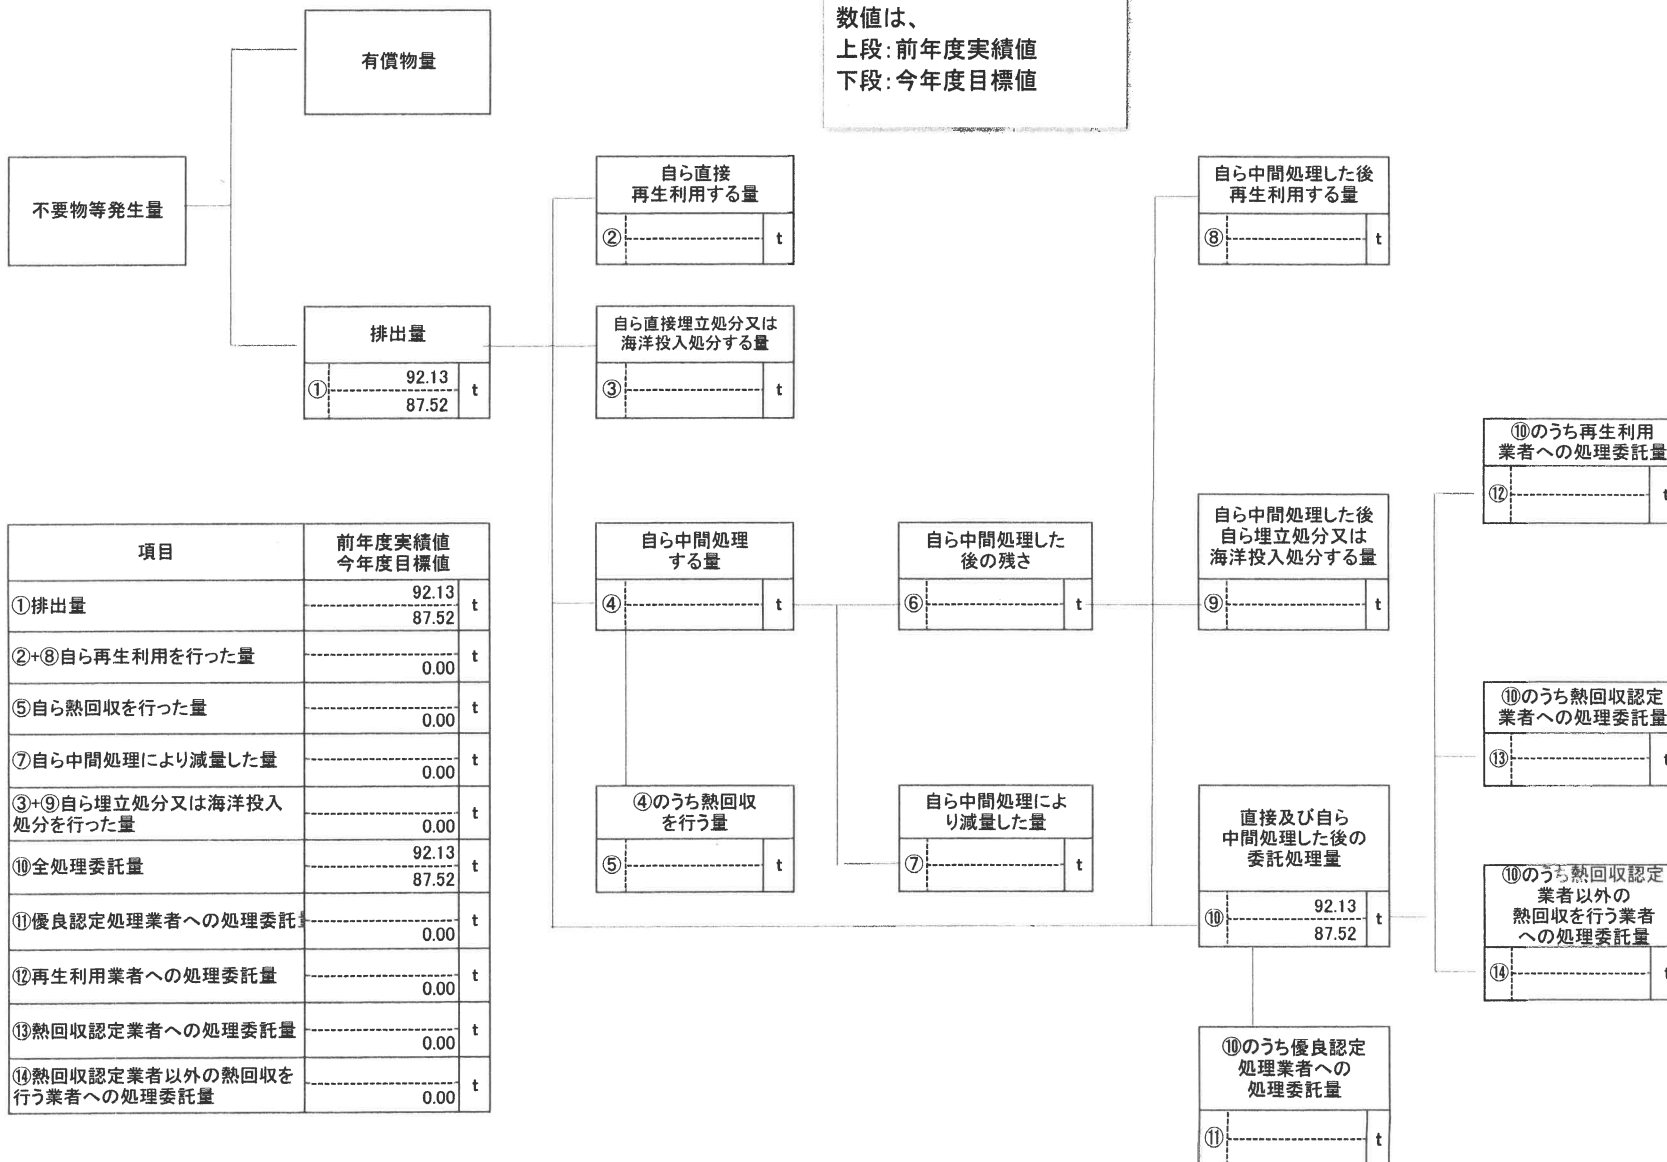 数値は、
上段：前年度実績値
下段：今年度目標値
有償物量
不要物等発生量
排出量
① 92.13 t
87.52
自ら直接
再生利用する量
② t
自ら直接埋立処分又は
海洋投入処分する量
③ t
自ら中間処理
する量
④ t
④のうち熱回収
を行う量
⑤ t
自ら中間処理した
後の残さ
⑥ t
自ら中間処理によ
り減量した量
⑦ t
自ら中間処理した後
再生利用する量
⑧ t
自ら中間処理した後
自ら埋立処分又は
海洋投入処分する量
⑨ t
直接及び自ら
中間処理した後の
委託処理量
⑩ 92.13 t
87.52
⑩のうち優良認定
処理業者への
処理委託量
⑪ t
⑩のうち再生利用
業者への処理委託量
⑫ t
⑩のうち熱回収認定
業者への処理委託量
⑬ t
⑩のうち熱回収認定
業者以外の
熱回収を行う業者
への処理委託量
⑭ t
項目 前年度実績値
今年度目標値
①排出量 92.13 t
87.52
②+⑧自ら再生利用を行った量 t
0.00
⑤自ら熱回収を行った量 t
0.00
⑦自ら中間処理により減量した量 t
0.00
③+⑨自ら埋立処分又は海洋投入
処分を行った量 t
0.00
⑩全処理委託量 92.13 t
87.52
⑪優良認定処理業者への処理委託 t
0.00
⑫再生利用業者への処理委託量 t
0.00
⑬熱回収認定業者への処理委託量 t
0.00
⑭熱回収認定業者以外の熱回収を
行う業者への処理委託量 t
0.00